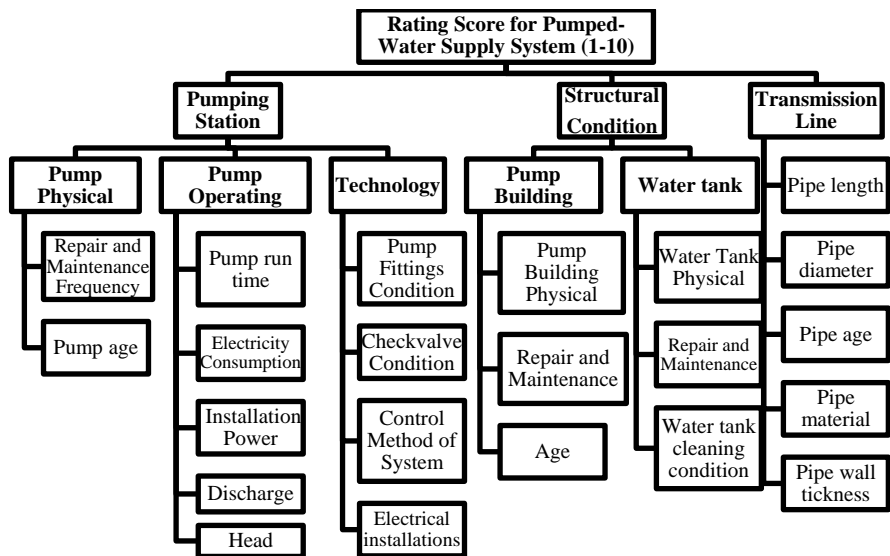 Rating Score for Pumped-
Water Supply System (1-10)
Pumping
Station
Structural
Condition
Transmission
Line
Pump
Physical
Pump
Operating
Technology
Pump
Building
Water tank
Repair and
Maintenance
Frequency
Pump age
Pump run
time
Electricity
Consumption
Installation
Power
Discharge
Head
Pump
Fittings
Condition
Checkvalve
Condition
Control
Method of
System
Electrical
installations
Pump
Building
Physical
Repair and
Maintenance
Age
Water Tank
Physical
Repair and
Maintenance
Water tank
cleaning
condition
Pipe length
Pipe
diameter
Pipe age
Pipe
material
Pipe wall
tickness